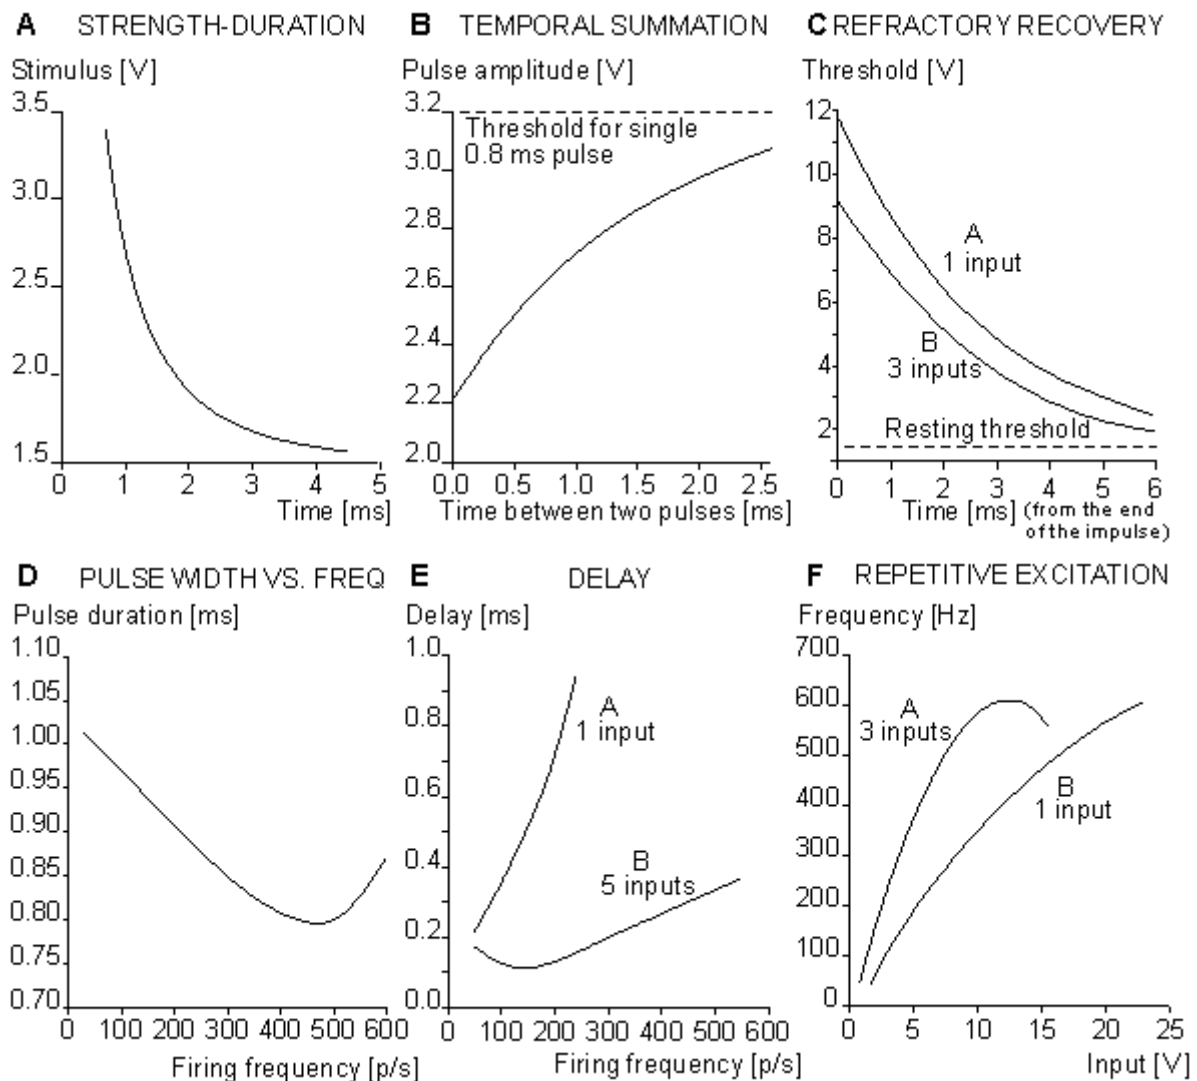 A STRENGTH-DURATION
Stimulus [V]
3.5
3.0
2.5
2.0
1.5
0 1 2 3 4 5
Time [ms]
B TEMPORAL SUMMATION
Pulse amplitude [V]
3.2
Threshold for single
0.8 ms pulse
3.0
2.8
2.6
2.4
2.2
2.0
0.0 0.5 1.0 1.5 2.0 2.5
Time between two pulses [ms]
C REFRACTORY RECOVERY
Threshold [V]
12
10
8
6
4
2
A
1 input
B
3 inputs
Resting threshold
0 1 2 3 4 5 6
Time [ms] (from the end
of the impulse)
D PULSE WIDTH VS. FREQ
Pulse duration [ms]
1.10
1.05
1.00
0.95
0.90
0.85
0.80
0.75
0.70
0 100 200 300 400 500 600
Firing frequency [p/s]
E DELAY
Delay [ms]
1.0
0.8
0.6
0.4
0.2
0.0
A
1 input
B
5 inputs
0 100 200 300 400 500 600
Firing frequency [p/s]
F REPETITIVE EXCITATION
Frequency [Hz]
700
600
500
400
300
200
100
0
A
3 inputs
B
1 input
0 5 10 15 20 25
Input [V]